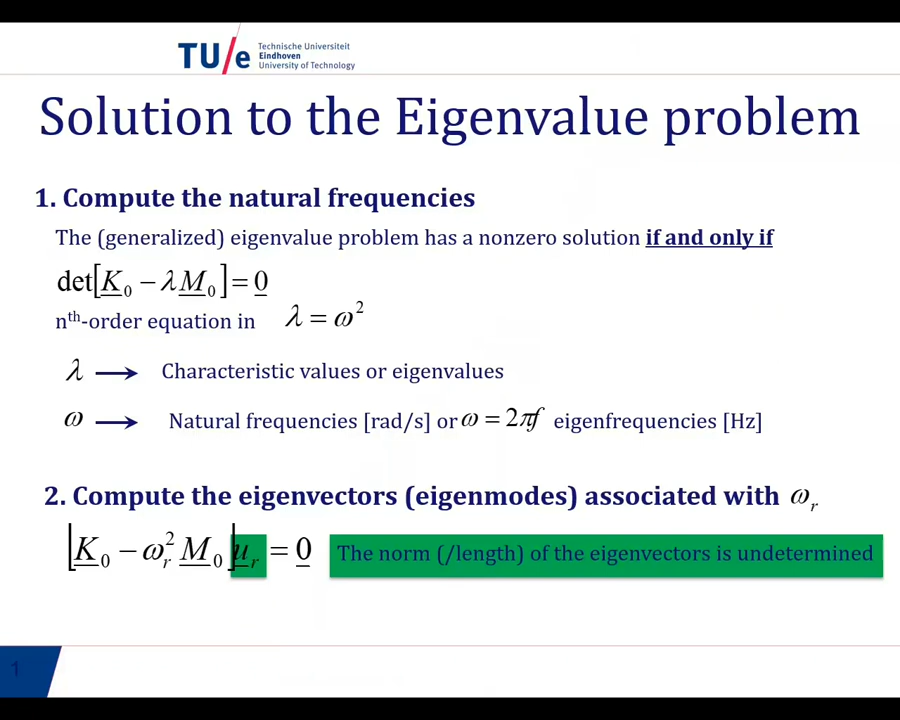 TU/e Technische Universiteit
Eindhoven
University of Technology
Solution to the Eigenvalue problem
1. Compute the natural frequencies
The (generalized) eigenvalue problem has a nonzero solution if and only if
det[K₀ − λM₀] = 0
nᵗʰ-order equation in λ = ω²
λ → Characteristic values or eigenvalues
ω → Natural frequencies [rad/s] or ω = 2πf eigenfrequencies [Hz]
2. Compute the eigenvectors (eigenmodes) associated with ωᵣ
[K₀ − ωᵣ² M₀]uᵣ = 0 The norm (/length) of the eigenvectors is undetermined
1